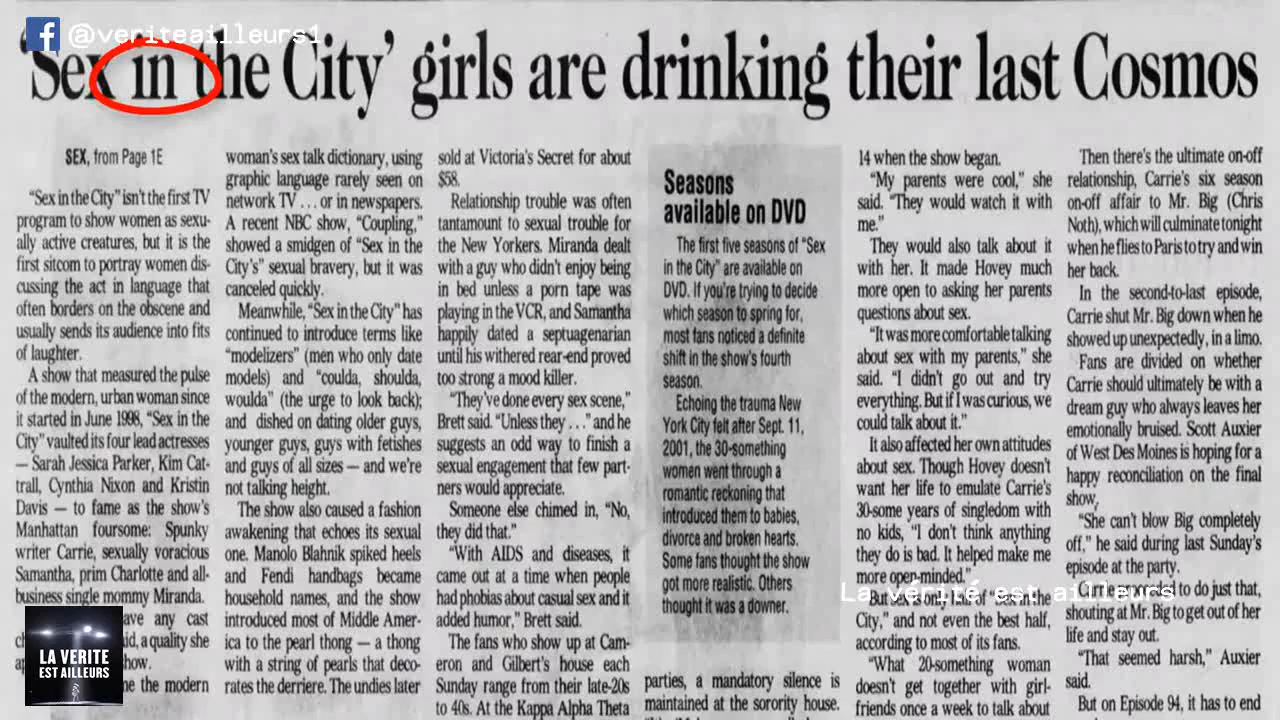 @veriteailleurs1
‘Sex in the City’ girls are drinking their last Cosmos
SEX, from Page 1E
“Sex in the City” isn’t the first TV
program to show women as sexu-
ally active creatures, but it is the
first sitcom to portray women dis-
cussing the act in language that
often borders on the obscene and
usually sends its audience into fits
of laughter.
A show that measured the pulse
of the modern, urban woman since
it started in June 1998, “Sex in the
City” vaulted its four lead actresses
— Sarah Jessica Parker, Kim Cat-
trall, Cynthia Nixon and Kristin
Davis — to fame as the show’s
Manhattan foursome: Spunky
writer Carrie, sexually voracious
Samantha, prim Charlotte and all-
business single mommy Miranda.
any cast
a quality she
the modern
woman’s sex talk dictionary, using
graphic language rarely seen on
network TV . . . or in newspapers.
A recent NBC show, “Coupling,”
showed a smidgen of “Sex in the
City’s” sexual bravery, but it was
canceled quickly.
Meanwhile, “Sex in the City” has
continued to introduce terms like
“modelizers” (men who only date
models) and “coulda, shoulda,
woulda” (the urge to look back);
and dished on dating older guys,
younger guys, guys with fetishes
and guys of all sizes — and we’re
not talking height.
The show also caused a fashion
awakening that echoes its sexual
one. Manolo Blahnik spiked heels
and Fendi handbags became
household names, and the show
introduced most of Middle Amer-
ica to the pearl thong — a thong
with a string of pearls that deco-
rates the derriere. The undies later
sold at Victoria’s Secret for about
$58.
Relationship trouble was often
tantamount to sexual trouble for
the New Yorkers. Miranda dealt
with a guy who didn’t enjoy being
in bed unless a porn tape was
playing in the VCR, and Samantha
happily dated a septuagenarian
until his withered rear-end proved
too strong a mood killer.
“They’ve done every sex scene,”
Brett said. “Unless they . . .” and he
suggests an odd way to finish a
sexual engagement that few part-
ners would appreciate.
Someone else chimed in, “No,
they did that.”
“With AIDS and diseases, it
came out at a time when people
had phobias about casual sex and it
added humor,” Brett said.
The fans who show up at Cam-
eron and Gilbert’s house each
Sunday range from their late-20s
to 40s. At the Kappa Alpha Theta
Seasons
available on DVD
The first five seasons of “Sex
in the City” are available on
DVD. If you’re trying to decide
which season to spring for,
most fans noticed a definite
shift in the show’s fourth
season.
Echoing the trauma New
York City felt after Sept. 11,
2001, the 30-something
women went through a
romantic reckoning that
introduced them to babies,
divorce and broken hearts.
Some fans thought the show
got more realistic. Others
thought it was a downer.
parties, a mandatory silence is
maintained at the sorority house.
14 when the show began.
“My parents were cool,” she
said. “They would watch it with
me.”
They would also talk about it
with her. It made Hovey much
more open to asking her parents
questions about sex.
“It was more comfortable talking
about sex with my parents,” she
said. “I didn’t go out and try
everything. But if I was curious, we
could talk about it.”
It also affected her own attitudes
about sex. Though Hovey doesn’t
want her life to emulate Carrie’s
30-some years of singledom with
no kids, “I don’t think anything
they do is bad. It helped make me
more open-minded.”
But sex is only half of “Sex in the
City,” and not even the best half,
according to most of its fans.
“What 20-something woman
doesn’t get together with girl-
friends once a week to talk about
Then there’s the ultimate on-off
relationship, Carrie’s six season
on-off affair to Mr. Big (Chris
Noth), which will culminate tonight
when he flies to Paris to try and win
her back.
In the second-to-last episode,
Carrie shut Mr. Big down when he
showed up unexpectedly, in a limo.
Fans are divided on whether
Carrie should ultimately be with a
dream guy who always leaves her
emotionally bruised. Scott Auxier
of West Des Moines is hoping for a
happy reconciliation on the final
show,
“She can’t blow Big completely
off,” he said during last Sunday’s
episode at the party.
Carrie proceeded to do just that,
shouting at Mr. Big to get out of her
life and stay out.
“That seemed harsh,” Auxier
said.
But on Episode 94, it has to end
La vérité est ailleurs
LA VERITE
EST AILLEURS